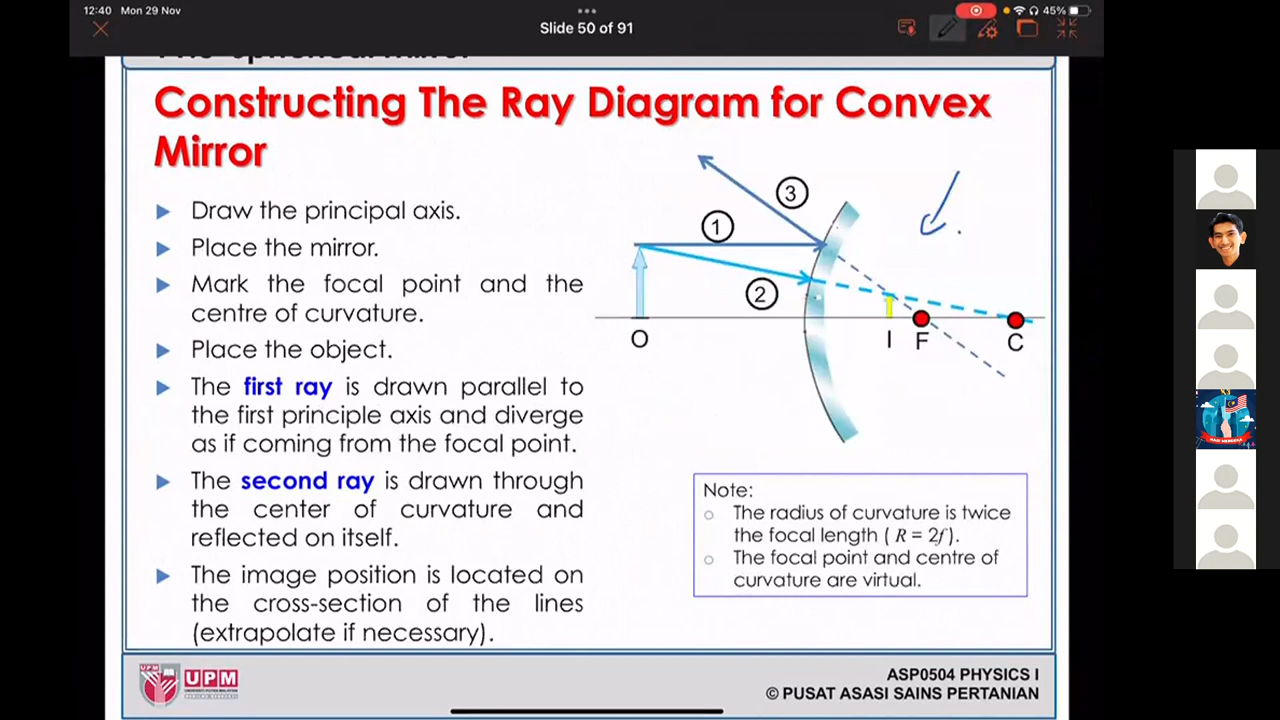 12:40 Mon 29 Nov
45%
Slide 50 of 91
The spherical mirror
Constructing The Ray Diagram for Convex
Mirror
Draw the principal axis.
Place the mirror.
Mark the focal point and the
centre of curvature.
Place the object.
The first ray is drawn parallel to
the first principle axis and diverge
as if coming from the focal point.
The second ray is drawn through
the center of curvature and
reflected on itself.
The image position is located on
the cross-section of the lines
(extrapolate if necessary).
3
1
2
O
I F
C
Note:
The radius of curvature is twice
the focal length ( R = 2f).
The focal point and centre of
curvature are virtual.
UPM
ASP0504 PHYSICS I
© PUSAT ASASI SAINS PERTANIAN